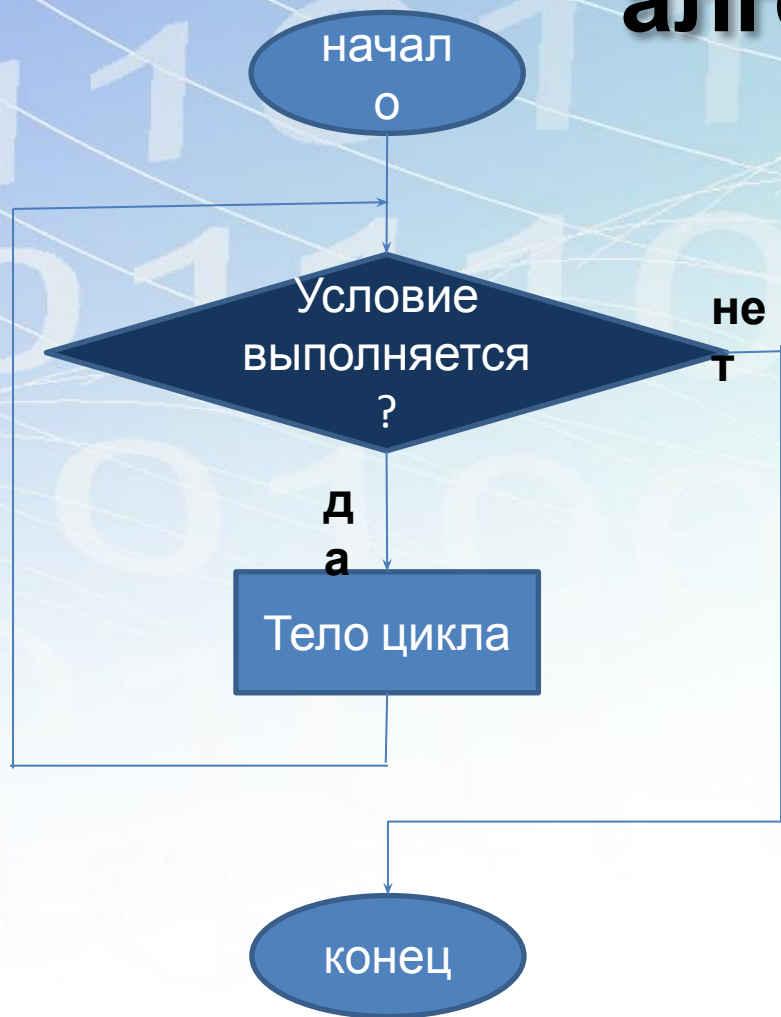 начал
о
Условие
выполняется
?
не
т
д
а
Тело цикла
конец